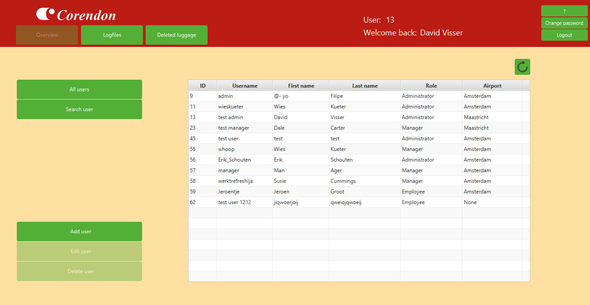 Corendon
User: 13
Welcome back: David Visser
?
Change password
Logout
Overview
Logfiles
Deleted luggage
All users
Search user
Add user
Edit user
Delete user
ID Username First name Last name Role Airport
9 admin @- yo Filipe Administrator Amsterdam
11 wieskueter Wies Kueter Administrator Amsterdam
13 test admin David Visser Administrator Maastricht
23 test manager Dale Carter Manager Maastricht
45 test user test test Administrator Amsterdam
55 whoop Wies Kueter Manager Amsterdam
56 Erik_Schouten Erik Schouten Administrator Amsterdam
57 manager Man Ager Manager Amsterdam
58 werktrefreshija Susie Cummings Manager Amsterdam
59 Jeroentje Jeroen Groot Employee Amsterdam
62 test user 1212 jiqwoerjoij qweiojqwoeij Employee None